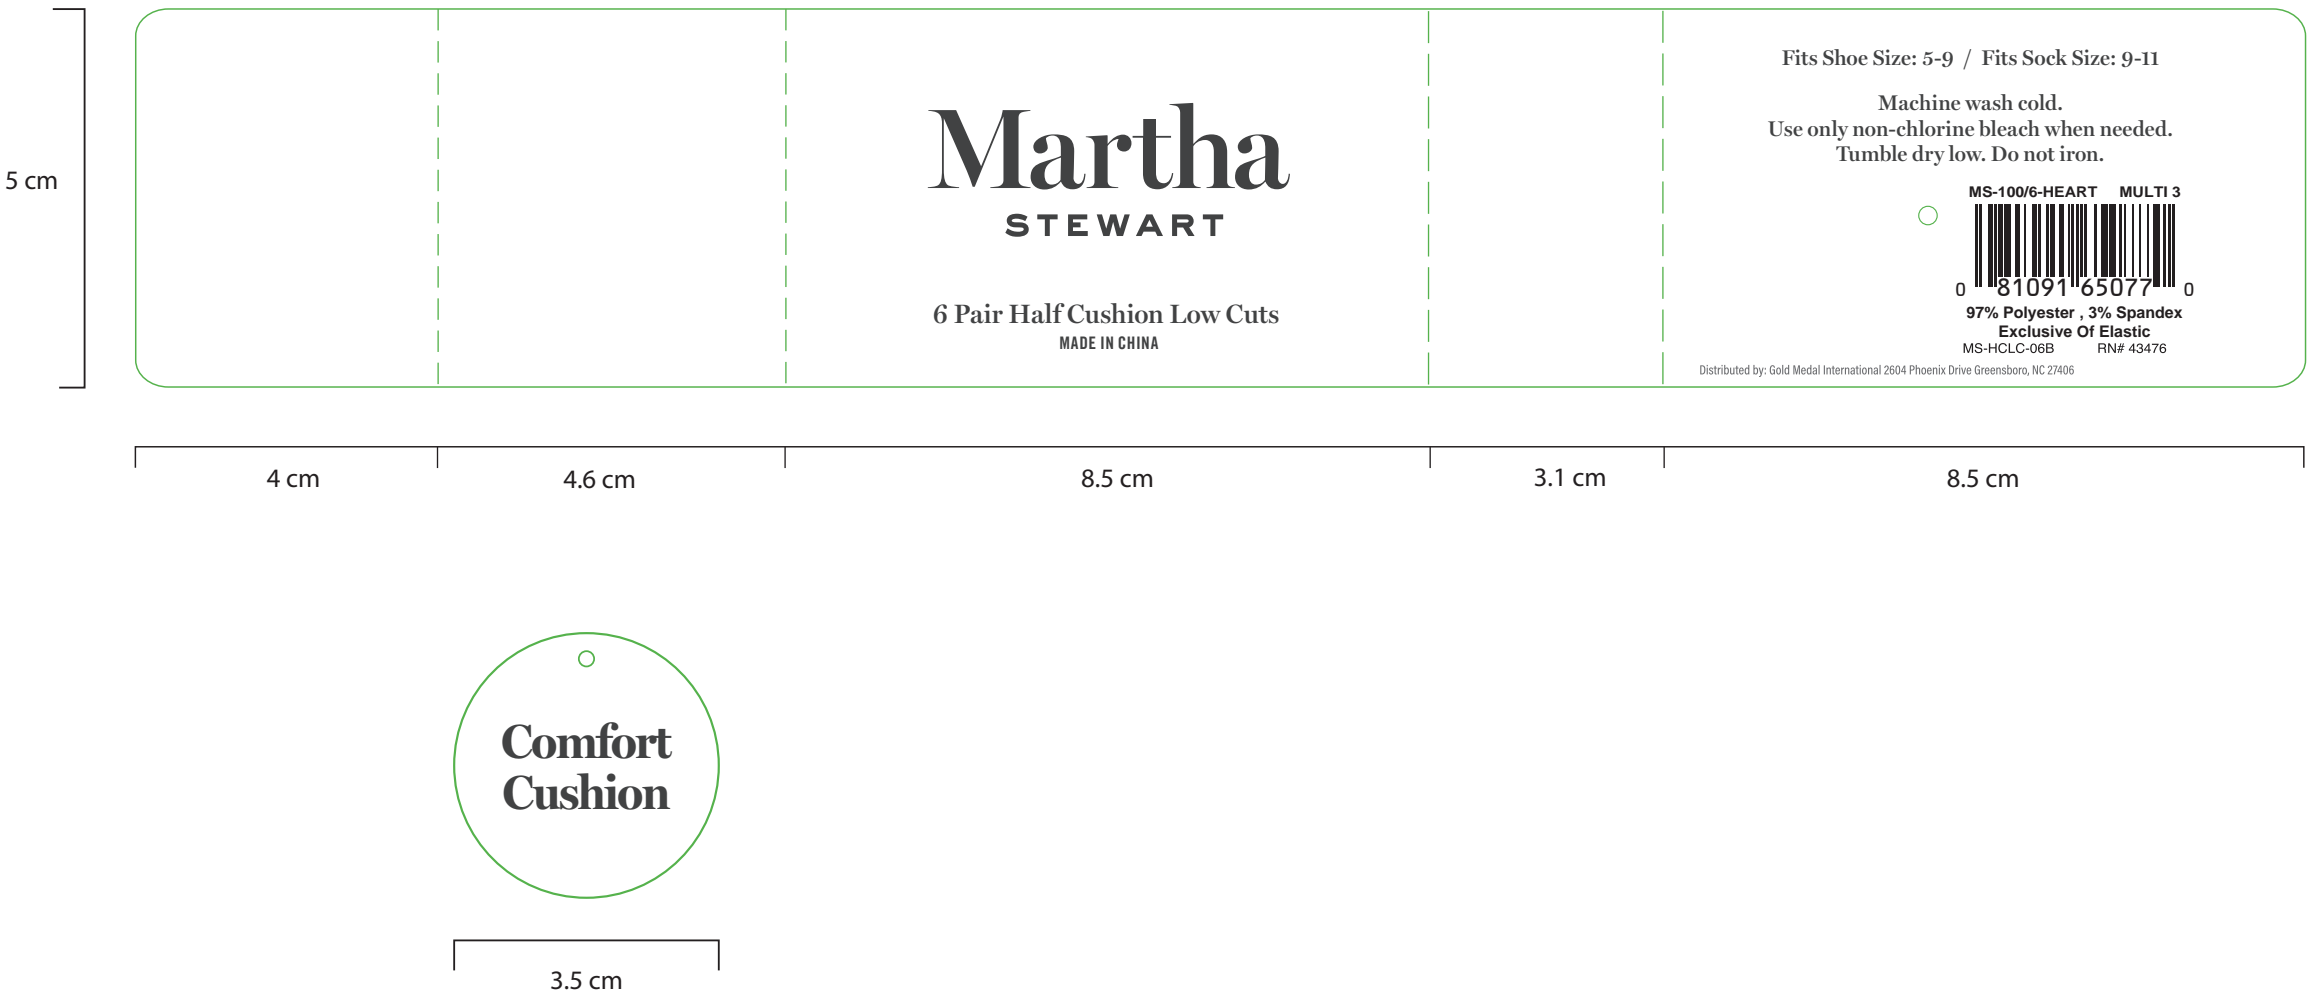 Fits Shoe Size: 5-9 / Fits Sock Size: 9-11
Machine wash cold.
Use only non-chlorine bleach when needed.
Tumble dry low. Do not iron.
Martha
STEWART
5 cm
MS-100/6-HEART MULTI 3
0 81091 65077 0
6 Pair Half Cushion Low Cuts
MADE IN CHINA
97% Polyester , 3% Spandex
Exclusive Of Elastic
MS-HCLC-06B RN# 43476
Distributed by: Gold Medal International 2604 Phoenix Drive Greensboro, NC 27406
4 cm 4.6 cm 8.5 cm 3.1 cm 8.5 cm
Comfort
Cushion
3.5 cm